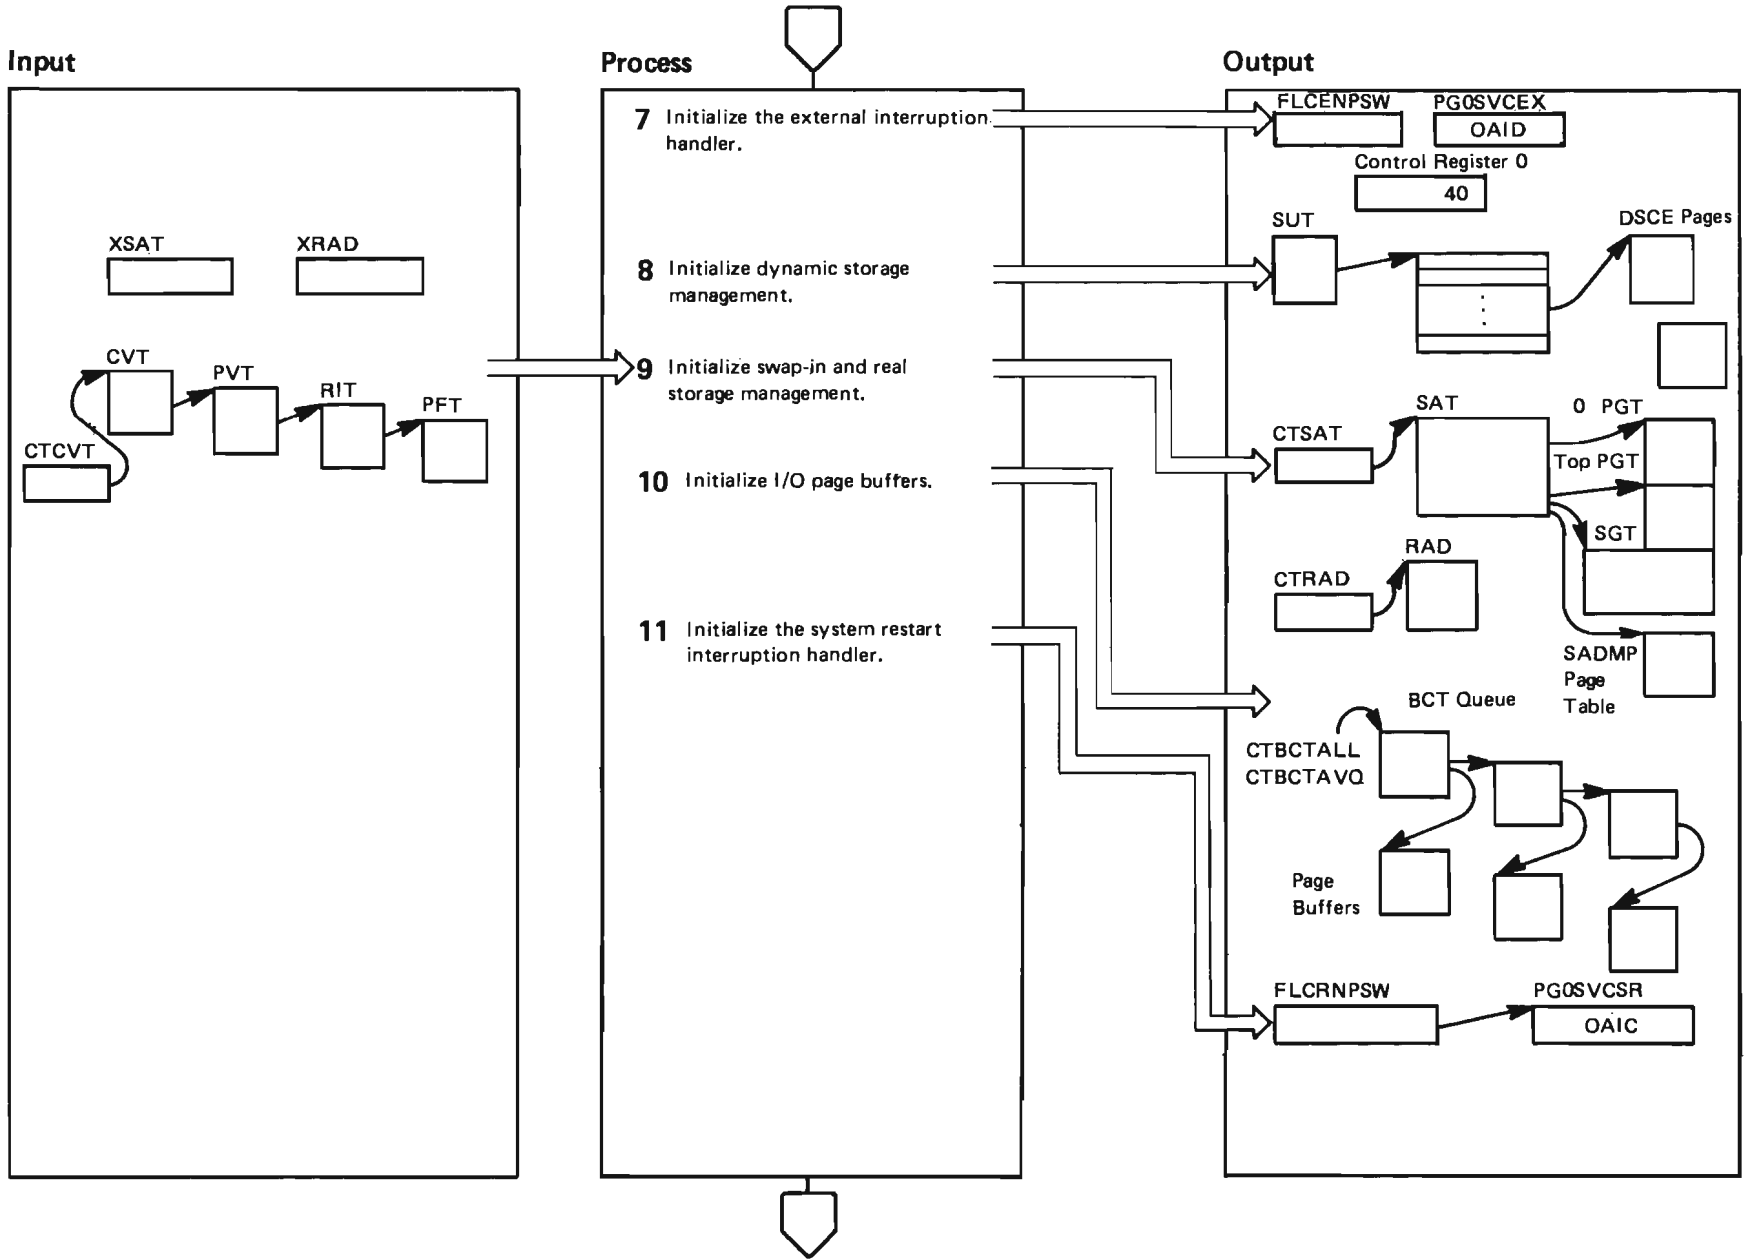 Input
XSAT
XRAD
CVT
PVT
RIT
PFT
CTCVT
Process
7 Initialize the external interruption
handler.
8 Initialize dynamic storage
management.
9 Initialize swap-in and real
storage management.
10 Initialize I/O page buffers.
11 Initialize the system restart
interruption handler.
Output
FLCENPSW
PG0SVCEX
OAID
Control Register 0
40
SUT
DSCE Pages
SAT
0 PGT
CTSAT
Top PGT
SGT
RAD
CTRAD
SADMP
Page
Table
BCT Queue
CTBCTALL
CTBCTAVQ
Page
Buffers
FLCRNPSW
PG0SVCSR
OAIC